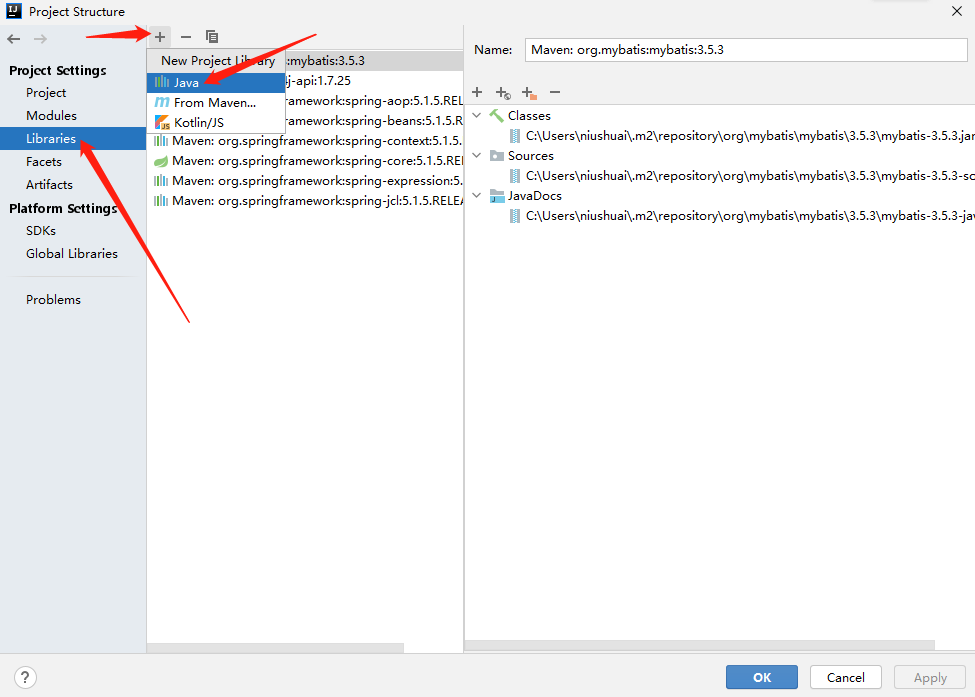 Project Structure
Project Settings
Project
Modules
Libraries
Facets
Artifacts
Platform Settings
SDKs
Global Libraries
Problems
New Project Library
Java
From Maven...
Kotlin/JS
:mybatis:3.5.3
j-api:1.7.25
ramework:spring-aop:5.1.5.REL
ramework:spring-beans:5.1.5.R
Maven: org.springframework:spring-context:5.1.5.
Maven: org.springframework:spring-core:5.1.5.REI
Maven: org.springframework:spring-expression:5.
Maven: org.springframework:spring-jcl:5.1.5.RELEA
Name:
Maven: org.mybatis:mybatis:3.5.3
Classes
C:\Users\niushuai\.m2\repository\org\mybatis\mybatis\3.5.3\mybatis-3.5.3.jar
Sources
C:\Users\niushuai\.m2\repository\org\mybatis\mybatis\3.5.3\mybatis-3.5.3-so
JavaDocs
C:\Users\niushuai\.m2\repository\org\mybatis\mybatis\3.5.3\mybatis-3.5.3-jav
?
OK
Cancel
Apply